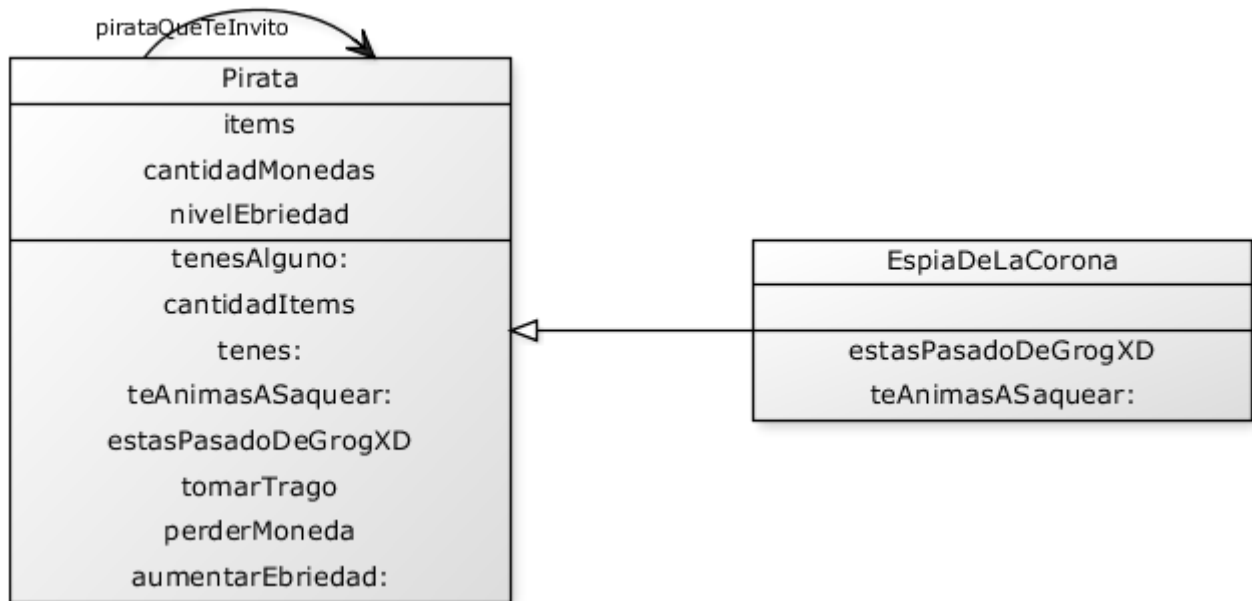 pirataQueTeInvito
Pirata
items
cantidadMonedas
nivelEbriedad
tenesAlguno:
cantidadItems
tenes:
teAnimasASaquear:
estasPasadoDeGrogXD
tomarTrago
perderMoneda
aumentarEbriedad:
EspiaDeLaCorona
estasPasadoDeGrogXD
teAnimasASaquear: